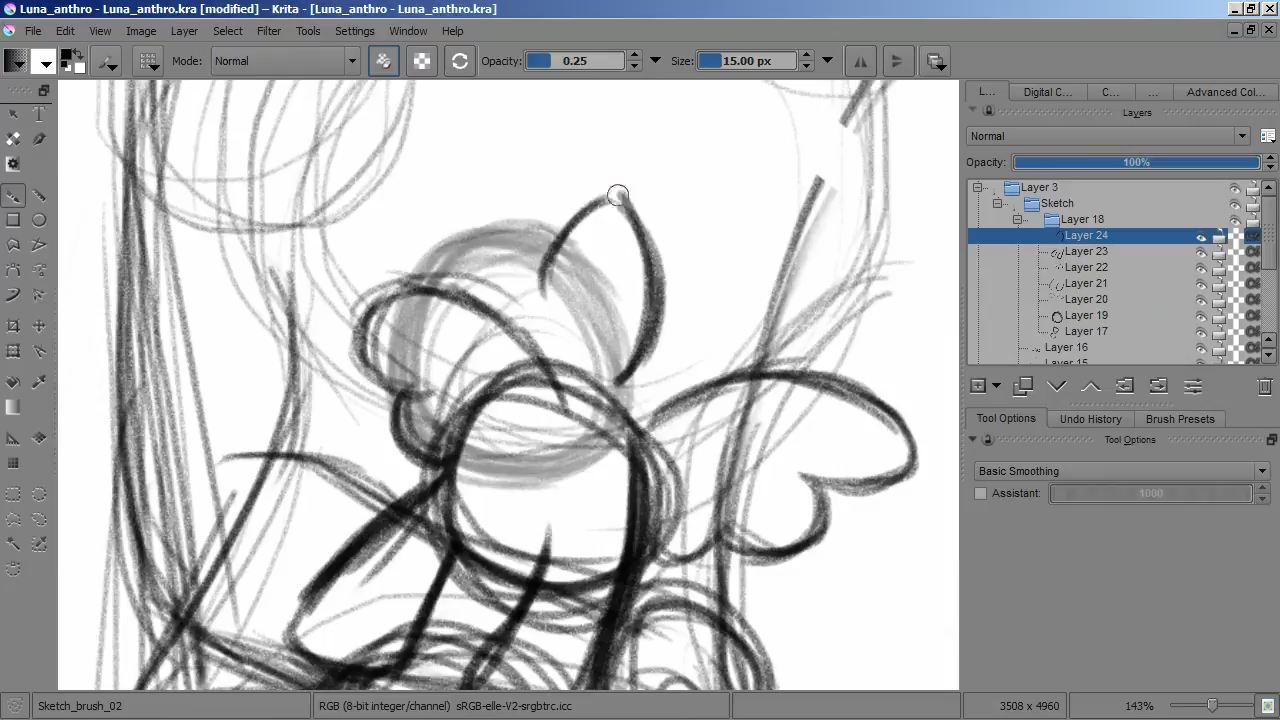 Luna_anthro - Luna_anthro.kra [modified] - Krita - [Luna_anthro - Luna_anthro.kra]
File Edit View Image Layer Select Filter Tools Settings Window Help
Mode: Normal Opacity: 0.25 Size: 15.00 px
L... Digital C... C... ... Advanced Col...
Layers
Normal
Opacity: 100%
Layer 3
Sketch
Layer 18
Layer 24
Layer 23
Layer 22
Layer 21
Layer 20
Layer 19
Layer 17
Layer 16
Layer 15
Tool Options Undo History Brush Presets
Tool Options
Basic Smoothing
Assistant: 1000
Sketch_brush_02 RGB (8-bit integer/channel) sRGB-elle-V2-srgbtrc.icc 3508 x 4960 143%